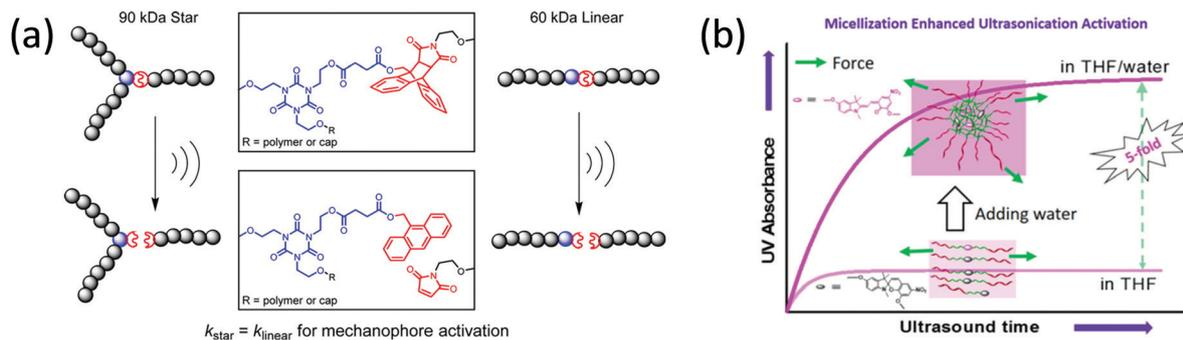 (a)
90 kDa Star
60 kDa Linear
R = polymer or cap
R = polymer or cap
k_star = k_linear for mechanophore activation
(b)
Micellization Enhanced Ultrasonication Activation
Force
in THF/water
5-fold
Adding water
in THF
UV Absorbance
Ultrasound time